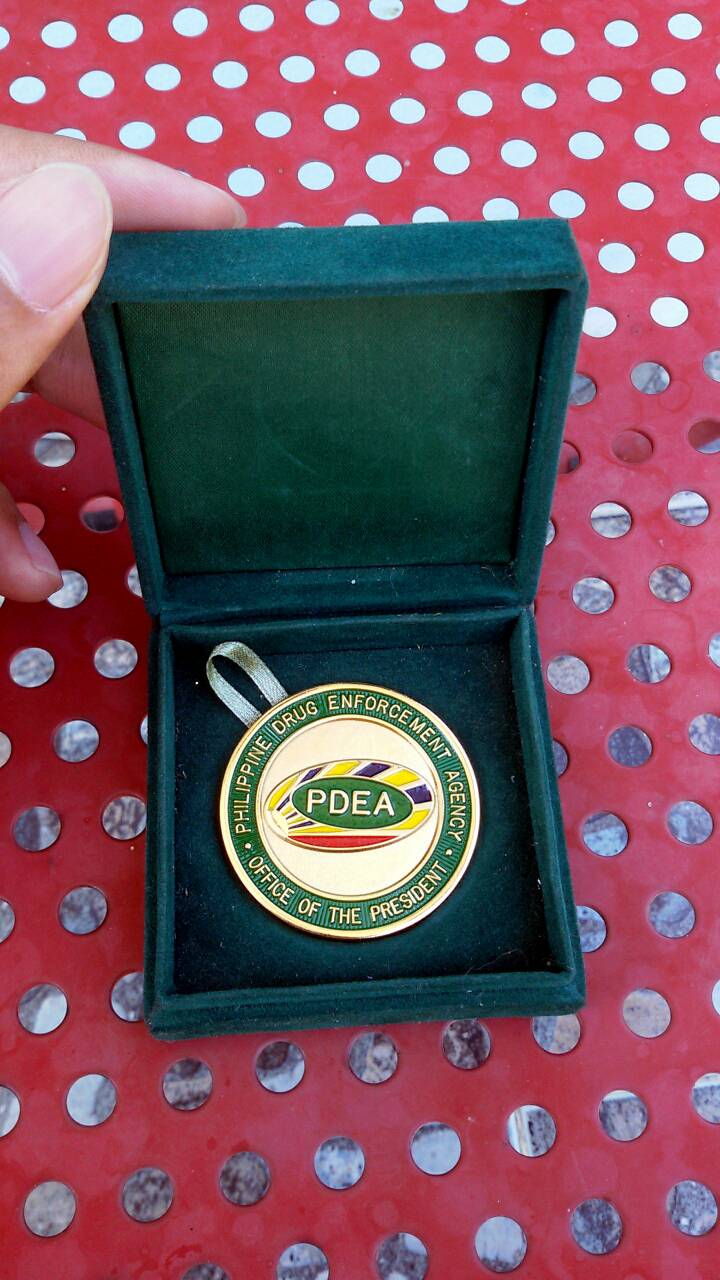 PHILIPPINE DRUG ENFORCEMENT AGENCY
PDEA
• OFFICE OF THE PRESIDENT •